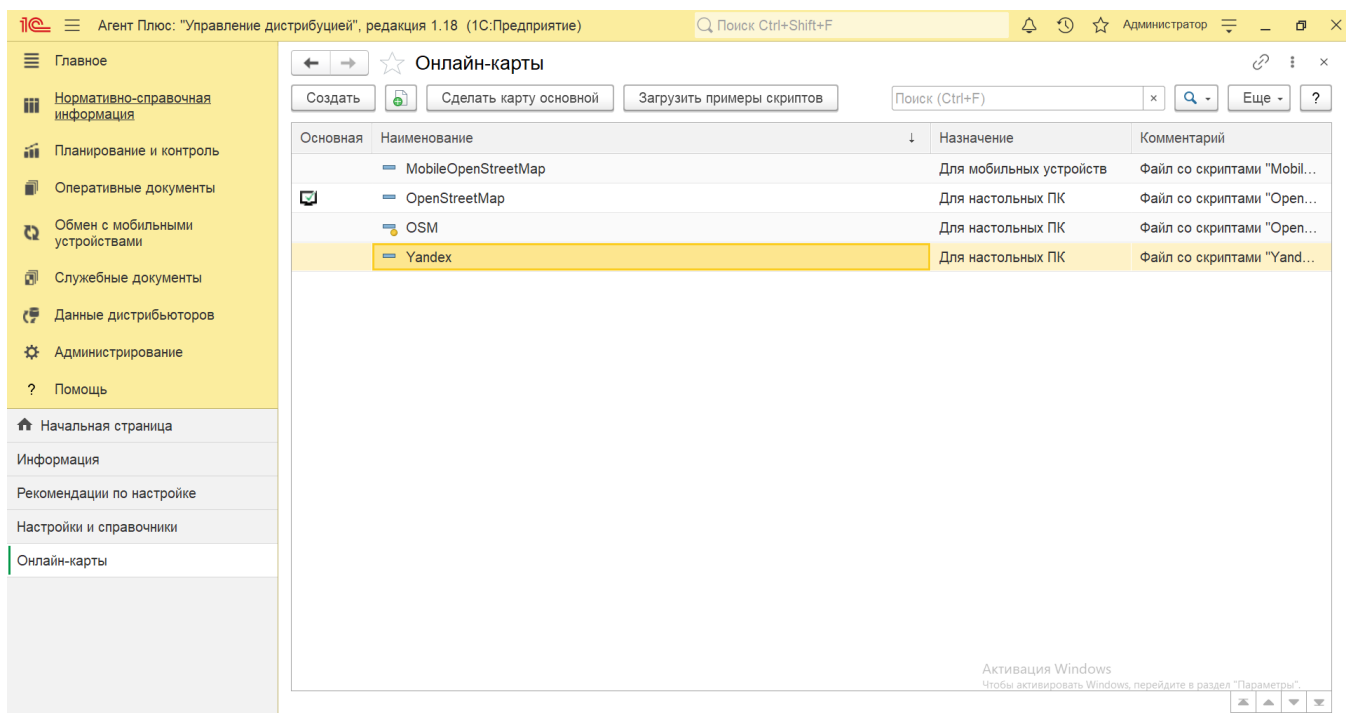 Агент Плюс: "Управление дистрибуцией", редакция 1.18 (1С:Предприятие)
Поиск Ctrl+Shift+F
Администратор
Главное
Нормативно-справочная
информация
Планирование и контроль
Оперативные документы
Обмен с мобильными
устройствами
Служебные документы
Данные дистрибьюторов
Администрирование
? Помощь
Начальная страница
Информация
Рекомендации по настройке
Настройки и справочники
Онлайн-карты
Онлайн-карты
Создать Сделать карту основной Загрузить примеры скриптов Поиск (Ctrl+F) Еще ?
Основная Наименование Назначение Комментарий
MobileOpenStreetMap Для мобильных устройств Файл со скриптами "Mobil...
OpenStreetMap Для настольных ПК Файл со скриптами "Open...
OSM Для настольных ПК Файл со скриптами "Open...
Yandex Для настольных ПК Файл со скриптами "Yand...
Активация Windows
Чтобы активировать Windows, перейдите в раздел "Параметры".